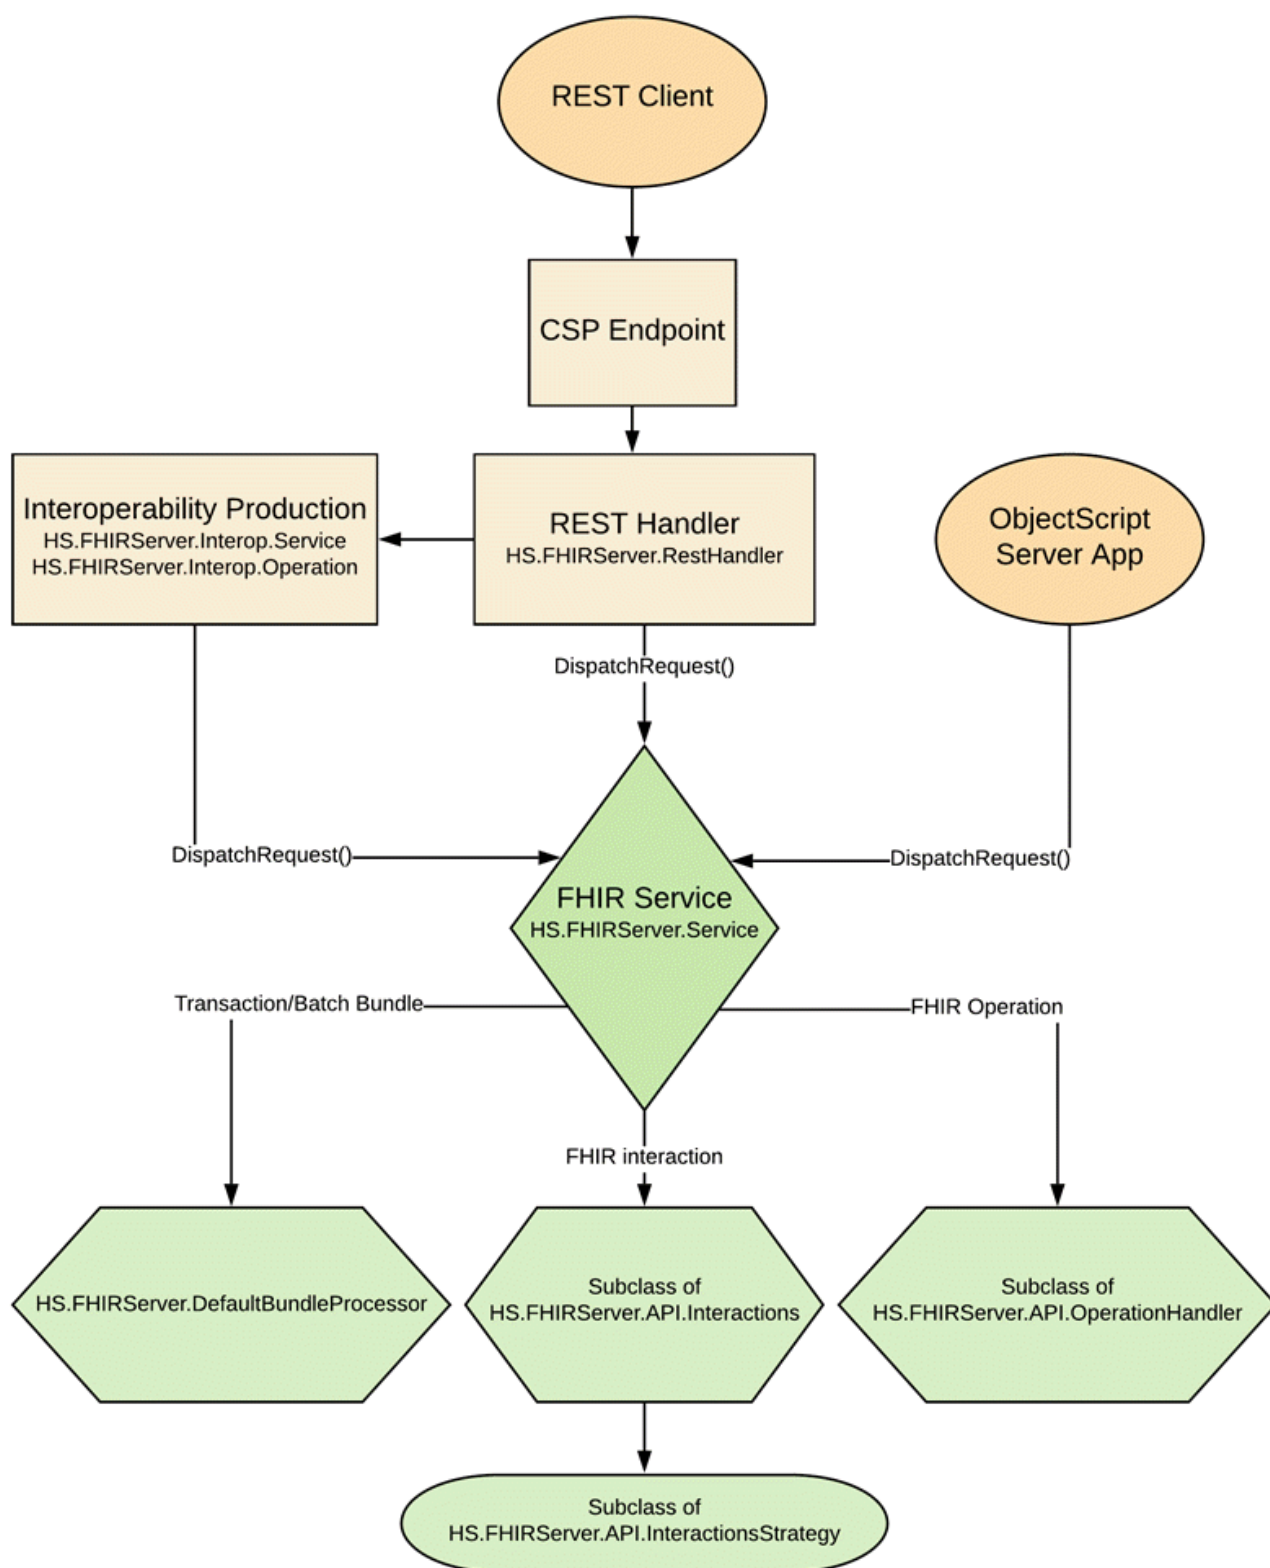 REST Client
CSP Endpoint
Interoperability Production
HS.FHIRServer.Interop.Service
HS.FHIRServer.Interop.Operation
REST Handler
HS.FHIRServer.RestHandler
ObjectScript
Server App
DispatchRequest()
DispatchRequest()
DispatchRequest()
FHIR Service
HS.FHIRServer.Service
Transaction/Batch Bundle
FHIR Operation
FHIR interaction
HS.FHIRServer.DefaultBundleProcessor
Subclass of
HS.FHIRServer.API.Interactions
Subclass of
HS.FHIRServer.API.OperationHandler
Subclass of
HS.FHIRServer.API.InteractionsStrategy